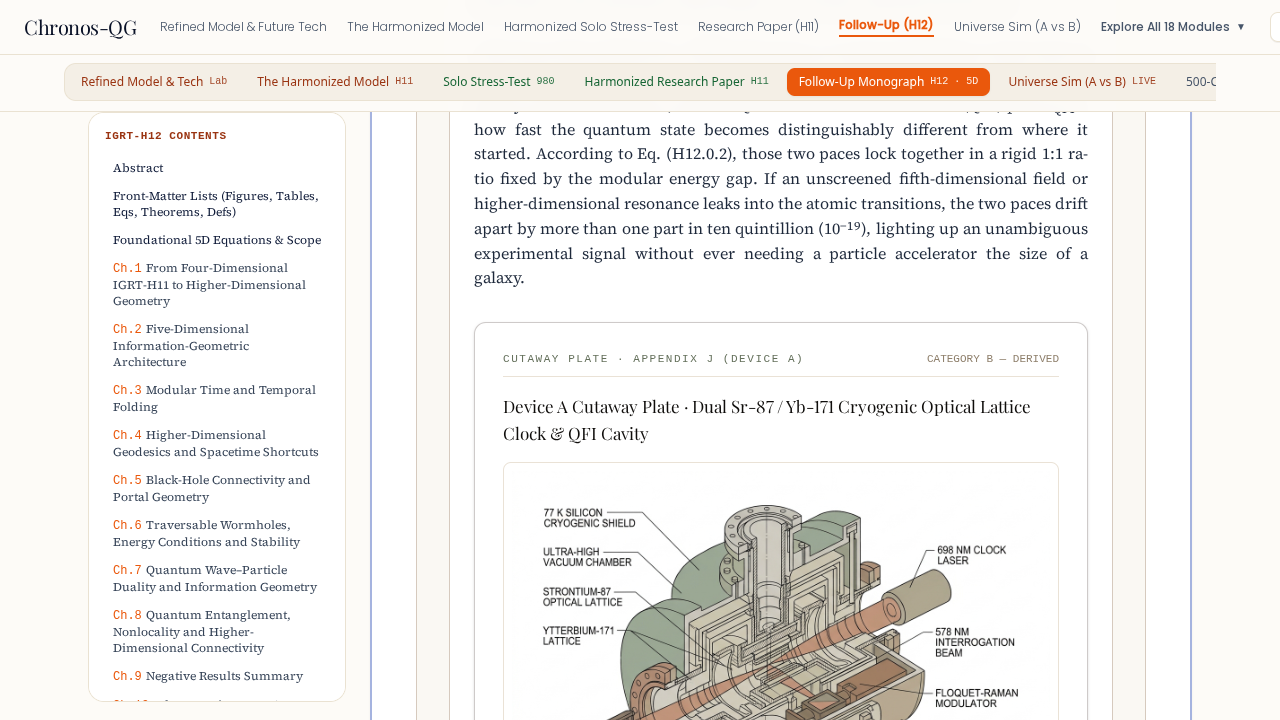 Chronos-QG
Refined Model & Future Tech
The Harmonized Model
Harmonized Solo Stress-Test
Research Paper (H11)
Follow-Up (H12)
Universe Sim (A vs B)
Explore All 18 Modules ▼
Refined Model & Tech Lab
The Harmonized Model H11
Solo Stress-Test 980
Harmonized Research Paper H11
Follow-Up Monograph H12 · 5D
Universe Sim (A vs B) LIVE
IGRT-H12 CONTENTS
Abstract
Front-Matter Lists (Figures, Tables,
Eqs, Theorems, Defs)
Foundational 5D Equations & Scope
Ch.1 From Four-Dimensional
IGRT-H11 to Higher-Dimensional
Geometry
Ch.2 Five-Dimensional
Information-Geometric
Architecture
Ch.3 Modular Time and Temporal
Folding
Ch.4 Higher-Dimensional
Geodesics and Spacetime Shortcuts
Ch.5 Black-Hole Connectivity and
Portal Geometry
Ch.6 Traversable Wormholes,
Energy Conditions and Stability
Ch.7 Quantum Wave–Particle
Duality and Information Geometry
Ch.8 Quantum Entanglement,
Nonlocality and Higher-
Dimensional Connectivity
Ch.9 Negative Results Summary
how fast the quantum state becomes distinguishably different from where it
started. According to Eq. (H12.0.2), those two paces lock together in a rigid 1:1 ra-
tio fixed by the modular energy gap. If an unscreened fifth-dimensional field or
higher-dimensional resonance leaks into the atomic transitions, the two paces drift
apart by more than one part in ten quintillion (10⁻¹⁹), lighting up an unambiguous
experimental signal without ever needing a particle accelerator the size of a
galaxy.
CUTAWAY PLATE · APPENDIX J (DEVICE A)
CATEGORY B — DERIVED
Device A Cutaway Plate · Dual Sr-87 / Yb-171 Cryogenic Optical Lattice
Clock & QFI Cavity
77 K SILICON
CRYOGENIC SHIELD
ULTRA-HIGH
VACUUM CHAMBER
STRONTIUM-87
OPTICAL LATTICE
YTTERBIUM-171
LATTICE
698 NM CLOCK
LASER
578 NM
INTERROGATION
BEAM
FLOQUET-RAMAN
MODULATOR